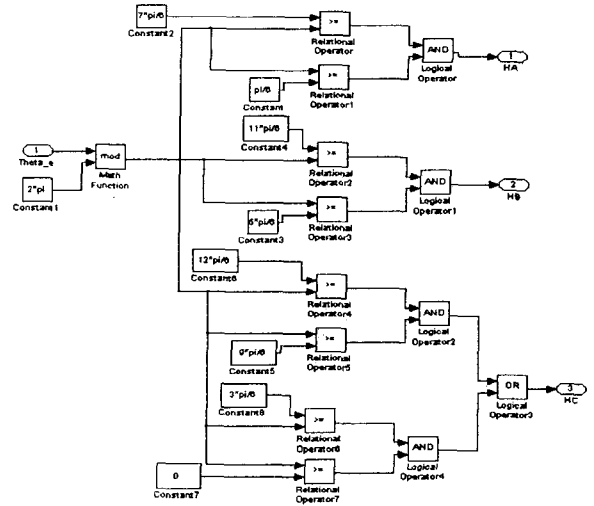 7*pi/6
Constant2
>=
Relational
Operator
AND
Logical
Operator
1
HA
pi/6
Constant
>=
Relational
Operator1
11*pi/6
Constant4
>=
Relational
Operator2
AND
Logical
Operator1
2
HB
1
Theta_e
mod
Math
Function
2*pi
Constant1
5*pi/6
Constant3
>=
Relational
Operator3
12*pi/6
Constant6
>=
Relational
Operator4
AND
Logical
Operator2
9*pi/6
Constant5
>=
Relational
Operator5
OR
Logical
Operator3
3
HC
3*pi/6
Constant8
>=
Relational
Operator6
AND
Logical
Operator4
0
Constant7
>=
Relational
Operator7